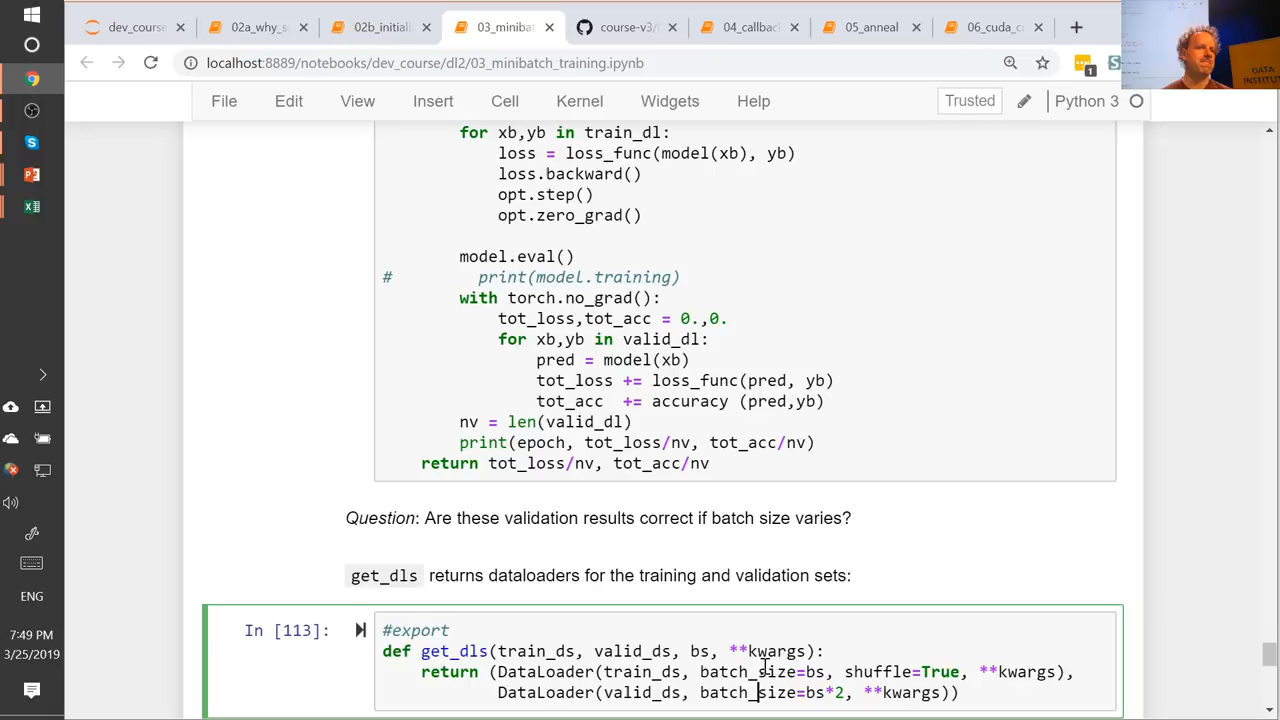 dev_course
02a_why_s
02b_initiali
03_minibat
course-v3/
04_callback
05_anneal
06_cuda_c
localhost:8889/notebooks/dev_course/dl2/03_minibatch_training.ipynb
1
DATA
INSTITU
File Edit View Insert Cell Kernel Widgets Help
Trusted
Python 3
for xb,yb in train_dl:
loss = loss_func(model(xb), yb)
loss.backward()
opt.step()
opt.zero_grad()
model.eval()
# print(model.training)
with torch.no_grad():
tot_loss,tot_acc = 0.,0.
for xb,yb in valid_dl:
pred = model(xb)
tot_loss += loss_func(pred, yb)
tot_acc += accuracy (pred,yb)
nv = len(valid_dl)
print(epoch, tot_loss/nv, tot_acc/nv)
return tot_loss/nv, tot_acc/nv
Question: Are these validation results correct if batch size varies?
get_dls returns dataloaders for the training and validation sets:
In [113]:
#export
def get_dls(train_ds, valid_ds, bs, **kwargs):
return (DataLoader(train_ds, batch_size=bs, shuffle=True, **kwargs),
DataLoader(valid_ds, batch_size=bs*2, **kwargs))
ENG
7:49 PM
3/25/2019